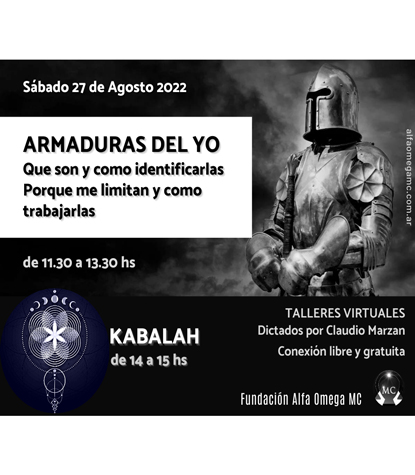 Sábado 27 de Agosto 2022
ARMADURAS DEL YO
Que son y como identificarlas
Porque me limitan y como
trabajarlas
de 11.30 a 13.30 hs
alfaomegamc.com.ar
KABALAH
de 14 a 15 hs
TALLERES VIRTUALES
Dictados por Claudio Marzan
Conexión libre y gratuita
Fundación Alfa Omega MC
MC